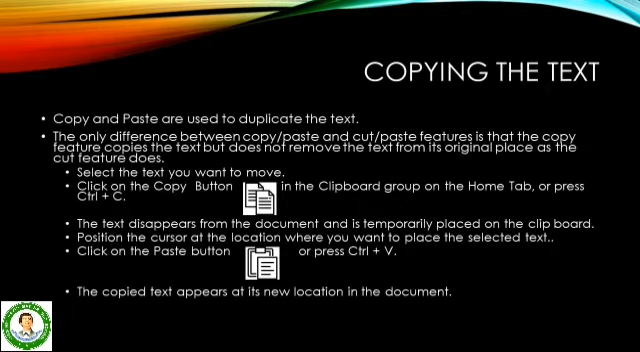 COPYING THE TEXT
• Copy and Paste are used to duplicate the text.
• The only difference between copy/paste and cut/paste features is that the copy
feature copies the text but does not remove the text from its original place as the
cut feature does.
• Select the text you want to move.
• Click on the Copy Button in the Clipboard group on the Home Tab, or press
Ctrl + C.
• The text disappears from the document and is temporarily placed on the clip board.
• Position the cursor at the location where you want to place the selected text..
• Click on the Paste button or press Ctrl + V.
• The copied text appears at its new location in the document.